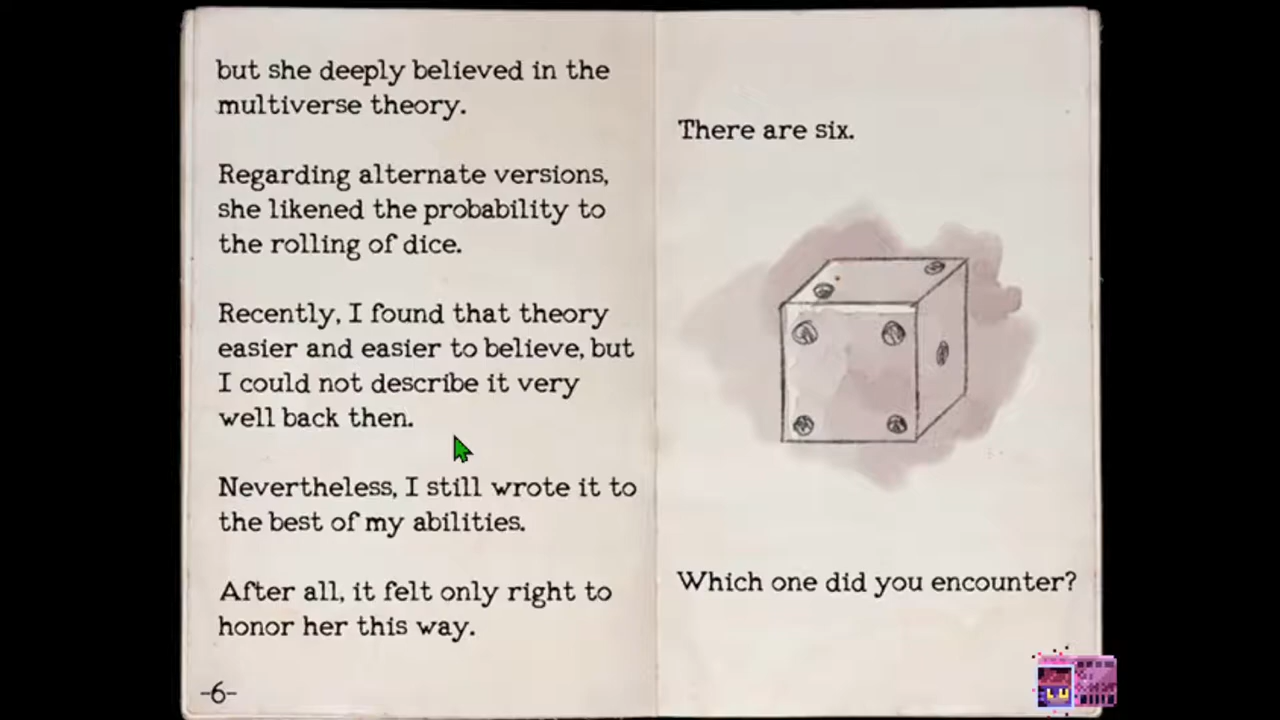 but she deeply believed in the
multiverse theory.
Regarding alternate versions,
she likened the probability to
the rolling of dice.
Recently, I found that theory
easier and easier to believe, but
I could not describe it very
well back then.
Nevertheless, I still wrote it to
the best of my abilities.
After all, it felt only right to
honor her this way.
-6-
There are six.
Which one did you encounter?